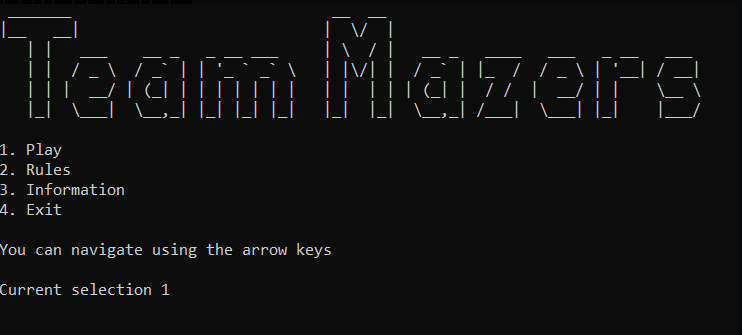 Team Mazers
1. Play
2. Rules
3. Information
4. Exit
You can navigate using the arrow keys
Current selection 1